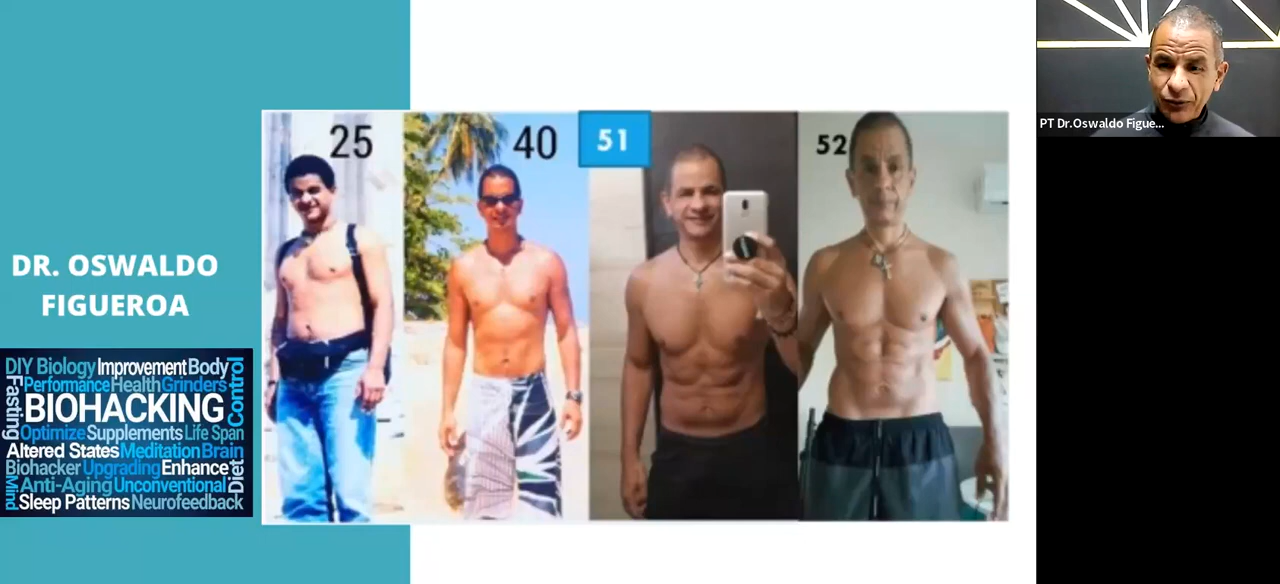 DR. OSWALDO
FIGUEROA
DIY Biology Improvement Body
Fasting
Performance Health Grinders
Control
BIOHACKING
Optimize Supplements Life Span
Altered States Meditation Brain
Biohacker Upgrading Enhance
Diet
Mind
Anti-Aging Unconventional
Sleep Patterns Neurofeedback
25
40
51
52
PT Dr.Oswaldo Figue...